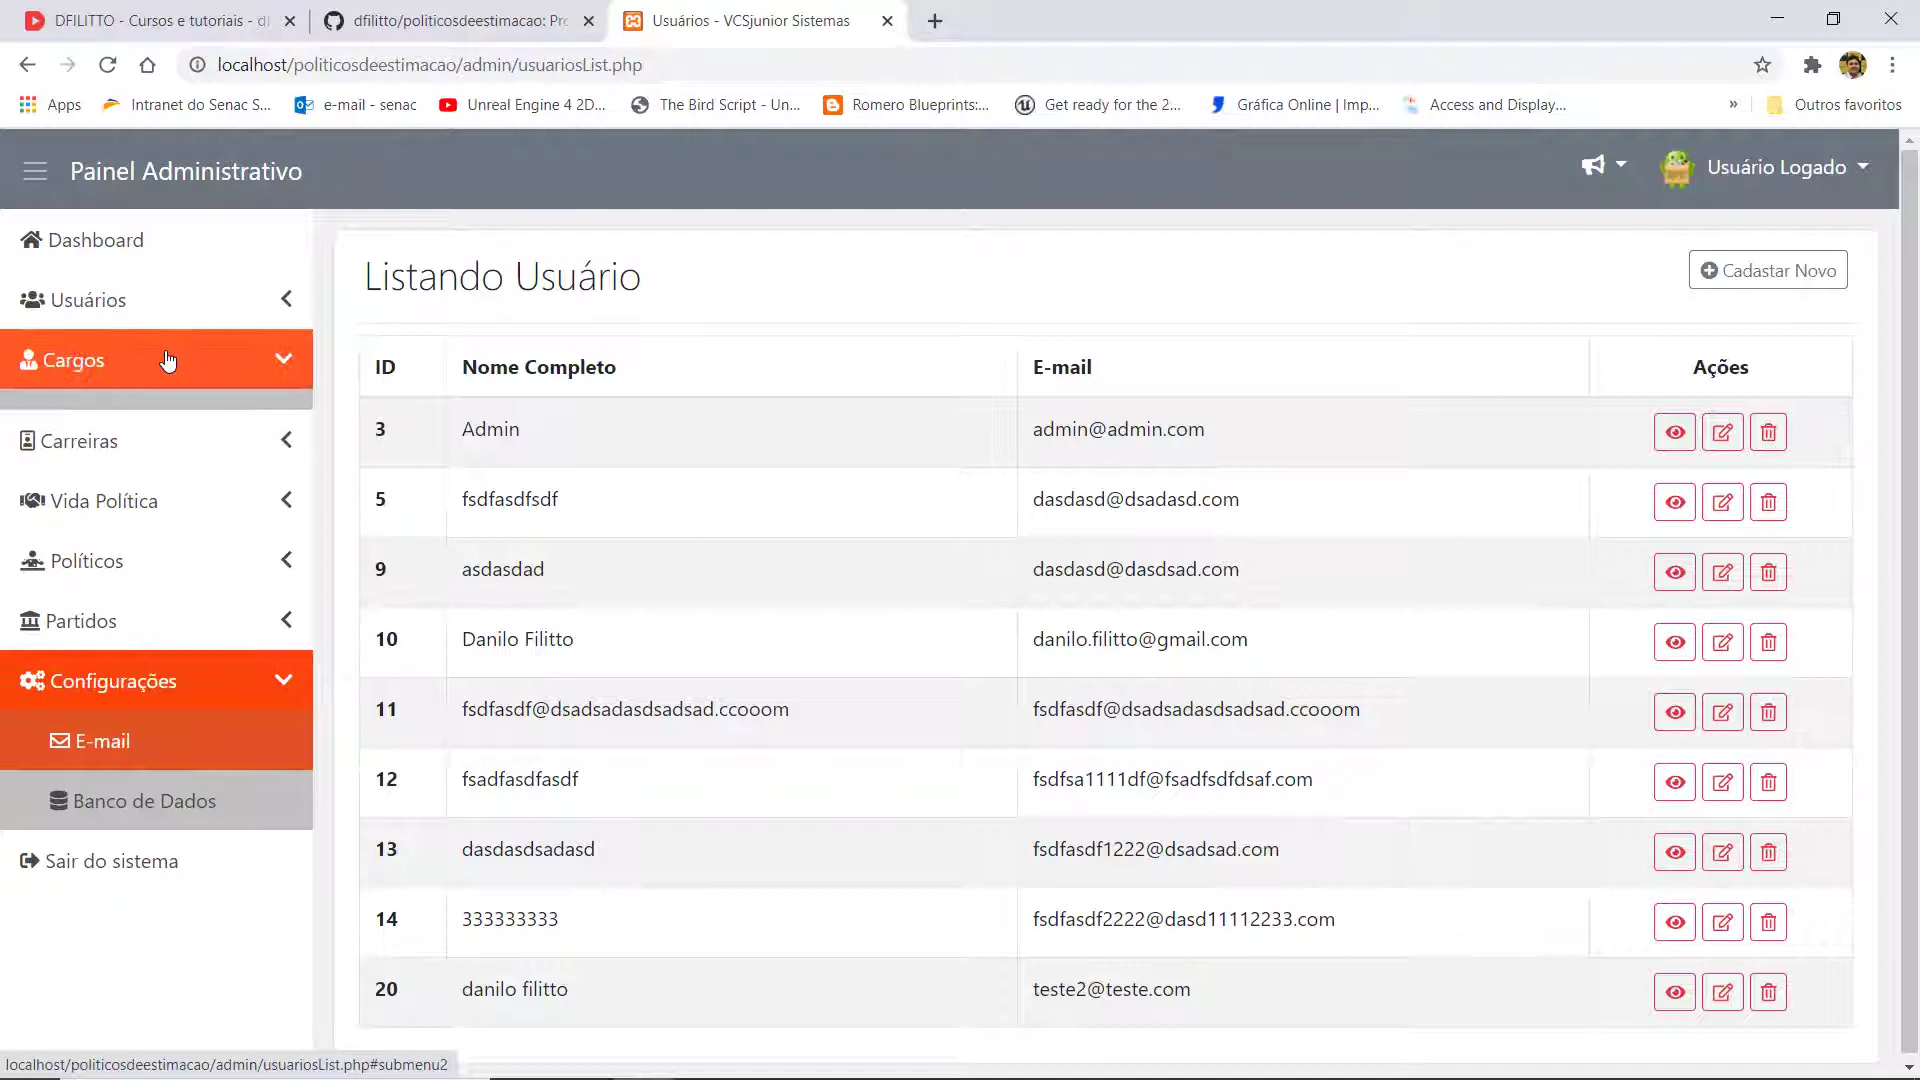 DFILITTO - Cursos e tutoriais - d
dfilitto/politicosdeestimacao: Pr
Usuários - VCSjunior Sistemas
localhost/politicosdeestimacao/admin/usuariosList.php
Apps
Intranet do Senac S...
e-mail - senac
Unreal Engine 4 2D...
The Bird Script - Un...
Romero Blueprints:...
Get ready for the 2...
Gráfica Online | Imp...
Access and Display...
»
Outros favoritos
Painel Administrativo
Usuário Logado
Dashboard
Usuários
Cargos
Carreiras
Vida Política
Políticos
Partidos
Configurações
E-mail
Banco de Dados
Sair do sistema
Listando Usuário
Cadastar Novo
ID Nome Completo E-mail Ações
3 Admin admin@admin.com
5 fsdfasdfsdf dasdasd@dsadasd.com
9 asdasdad dasdasd@dasdsad.com
10 Danilo Filitto danilo.filitto@gmail.com
11 fsdfasdf@dsadsadasdsadsad.ccooom fsdfasdf@dsadsadasdsadsad.ccooom
12 fsadfasdfasdf fsdfsa1111df@fsadfsdfdsaf.com
13 dasdasdsadasd fsdfasdf1222@dsadsad.com
14 333333333 fsdfasdf2222@dasd11112233.com
20 danilo filitto teste2@teste.com
localhost/politicosdeestimacao/admin/usuariosList.php#submenu2